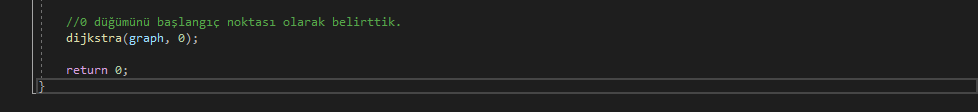 //0 düğümünü başlangıç noktası olarak belirttik.
dijkstra(graph, 0);
return 0;
}